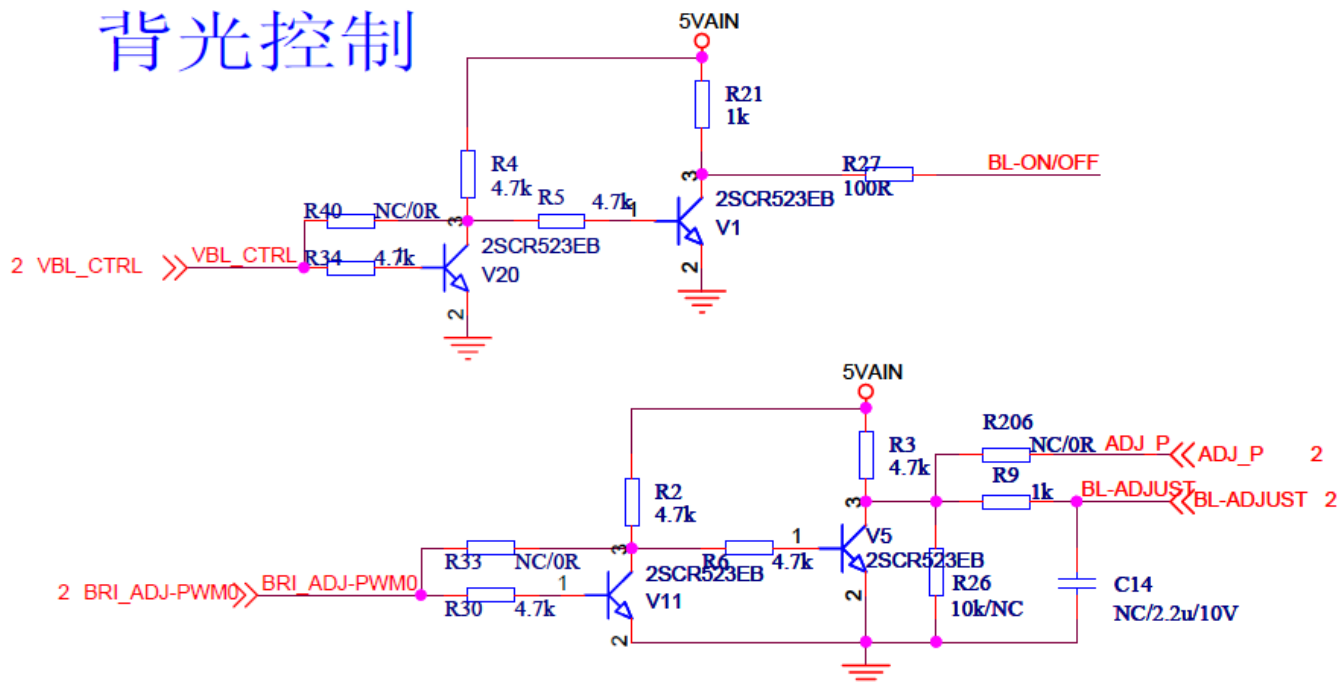 背光控制
5VAIN
R21
1k
R4
4.7k
R5
4.7k
1
3
2SCR523EB
V1
2
R27
100R
BL-ON/OFF
R40
NC/0R
3
2 VBL_CTRL
VBL_CTRL
R34
4.7k
1
2SCR523EB
V20
2
5VAIN
R3
4.7k
R206
NC/0R
ADJ_P
ADJ_P 2
R2
4.7k
R9
1k
BL-ADJUST
BL-ADJUST 2
3
V5
2SCR523EB
2
R33
NC/0R
3
R6
4.7k
1
2 BRI_ADJ-PWM0
BRI_ADJ-PWM0
R30
4.7k
1
2SCR523EB
V11
2
R26
10k/NC
C14
NC/2.2u/10V